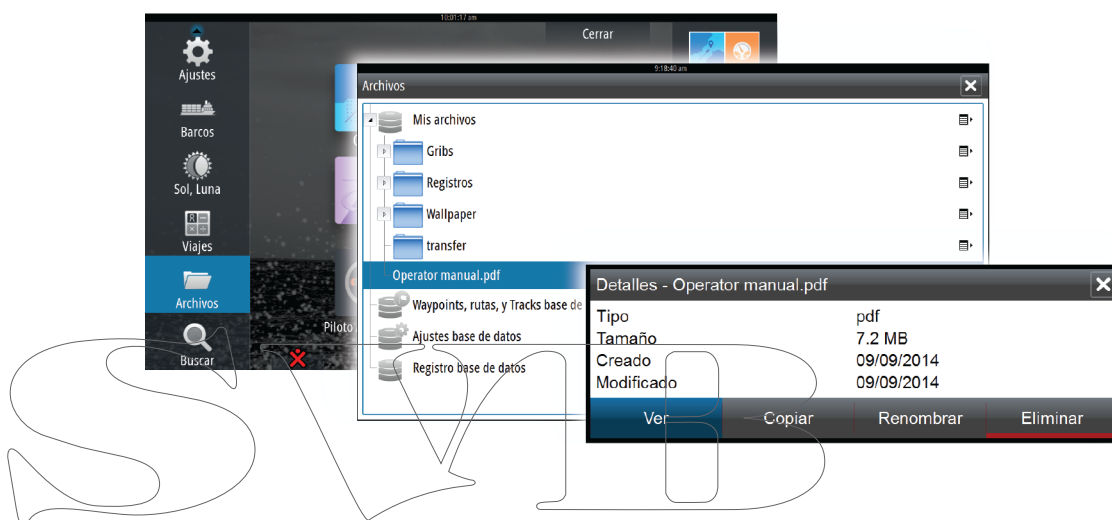 10:01:17 am
Cerrar
Ajustes
Barcos
Sol, Luna
Viajes
Archivos
Piloto
Buscar
9:18:40 am
Archivos
Mis archivos
Gribs
Registros
Wallpaper
transfer
Operator manual.pdf
Waypoints, rutas, y Tracks base de
Ajustes base de datos
Registro base de datos
Detalles - Operator manual.pdf
Tipo pdf
Tamaño 7.2 MB
Creado 09/09/2014
Modificado 09/09/2014
Ver Copiar Renombrar Eliminar
SVB